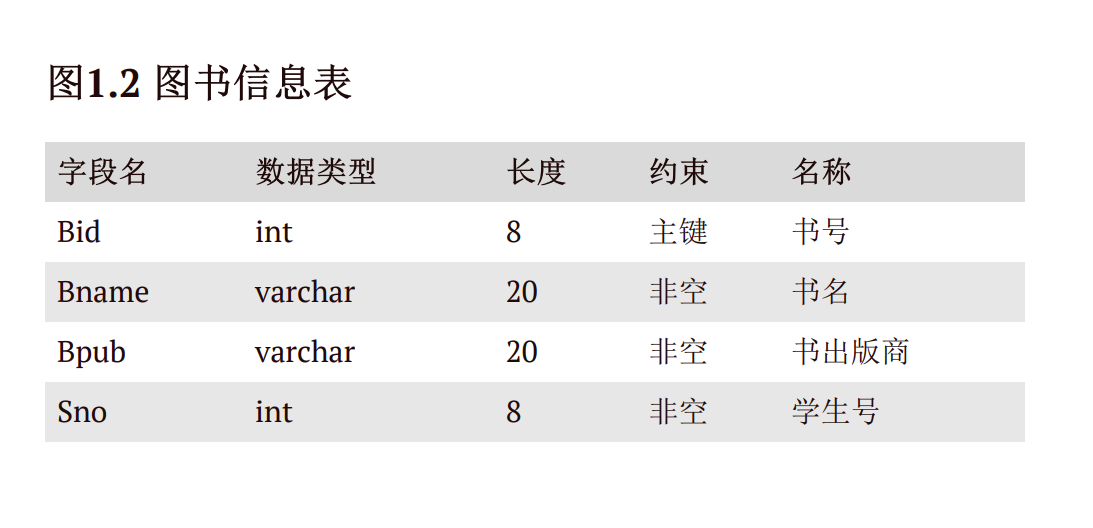 图1.2 图书信息表
字段名 数据类型 长度 约束 名称
Bid int 8 主键 书号
Bname varchar 20 非空 书名
Bpub varchar 20 非空 书出版商
Sno int 8 非空 学生号